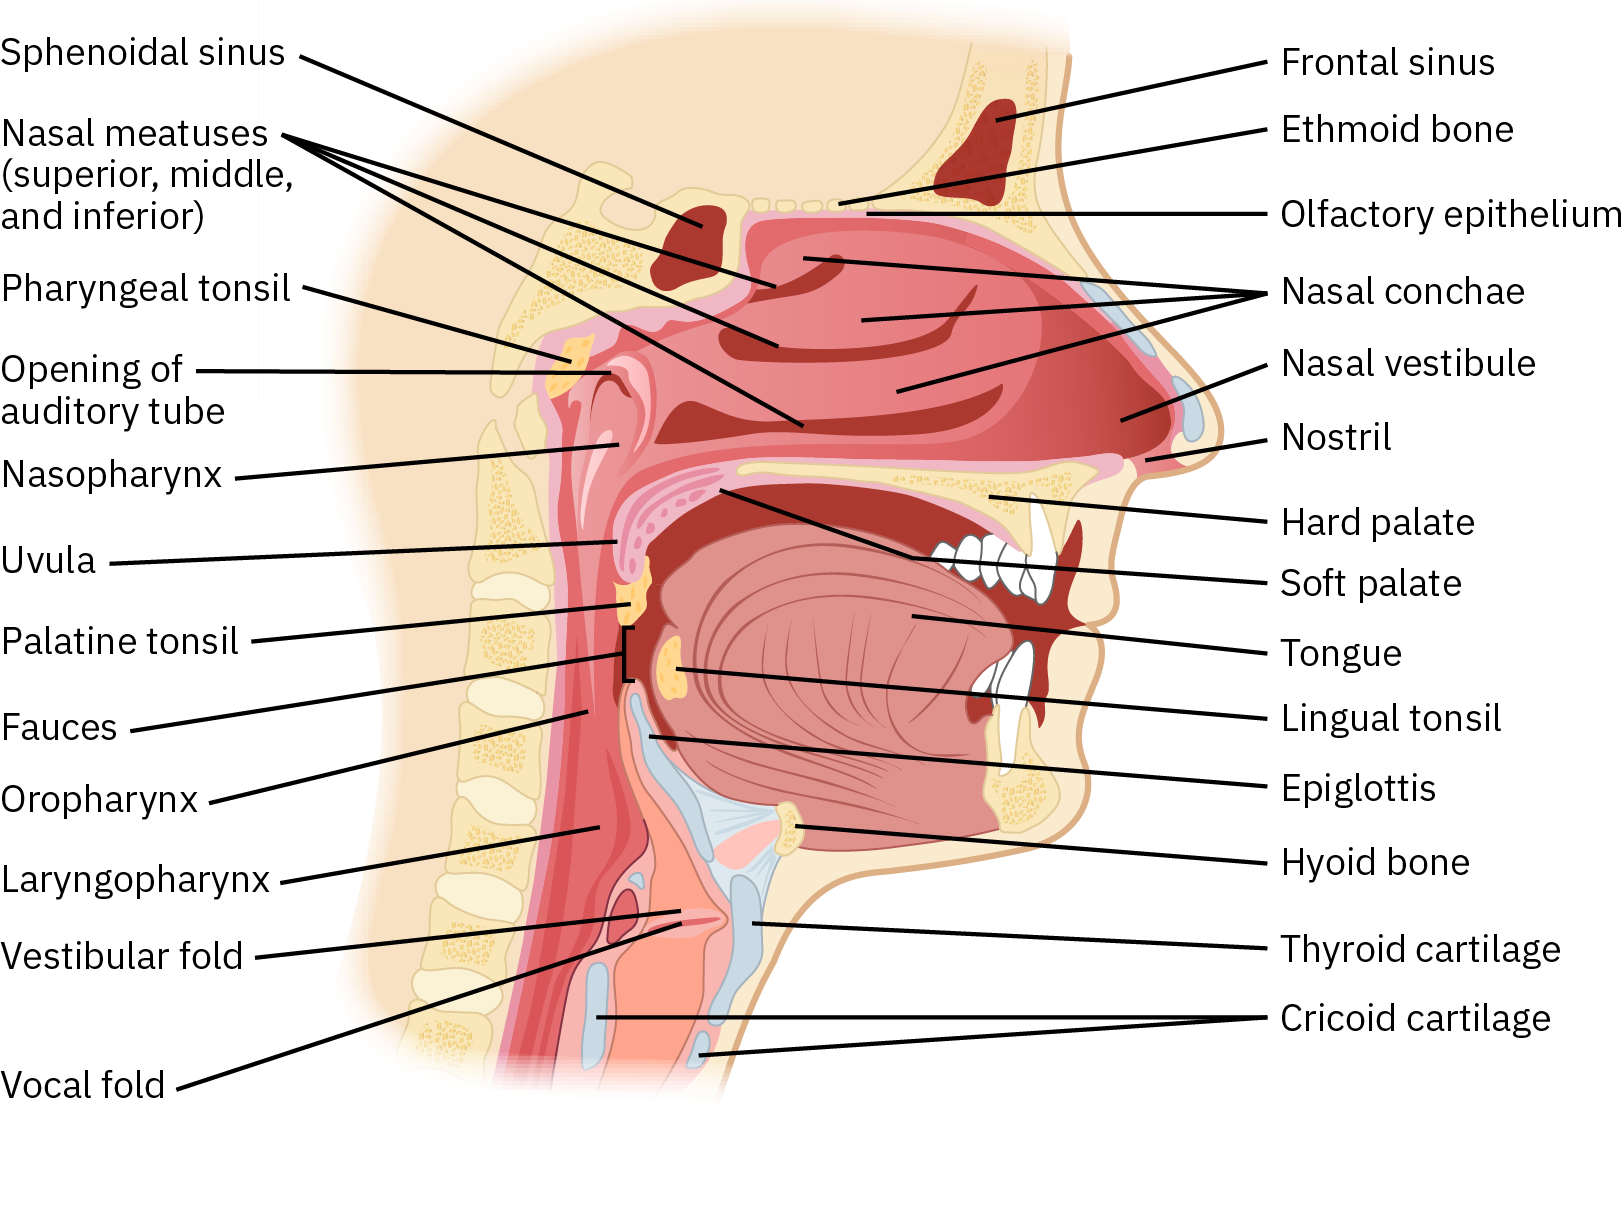 Sphenoidal sinus
Nasal meatuses
(superior, middle,
and inferior)
Pharyngeal tonsil
Opening of
auditory tube
Nasopharynx
Uvula
Palatine tonsil
Fauces
Oropharynx
Laryngopharynx
Vestibular fold
Vocal fold
Frontal sinus
Ethmoid bone
Olfactory epithelium
Nasal conchae
Nasal vestibule
Nostril
Hard palate
Soft palate
Tongue
Lingual tonsil
Epiglottis
Hyoid bone
Thyroid cartilage
Cricoid cartilage